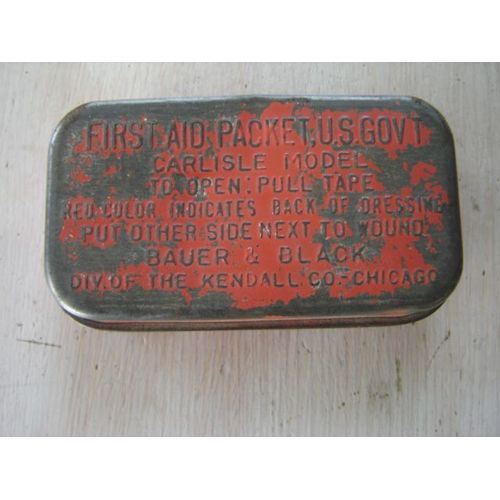 FIRST AID PACKET, U.S. GOVT
CARLISLE MODEL
TO OPEN: PULL TAPE
RED COLOR INDICATES BACK OF DRESSING
PUT OTHER SIDE NEXT TO WOUND
BAUER & BLACK
DIV. OF THE KENDALL CO.-CHICAGO